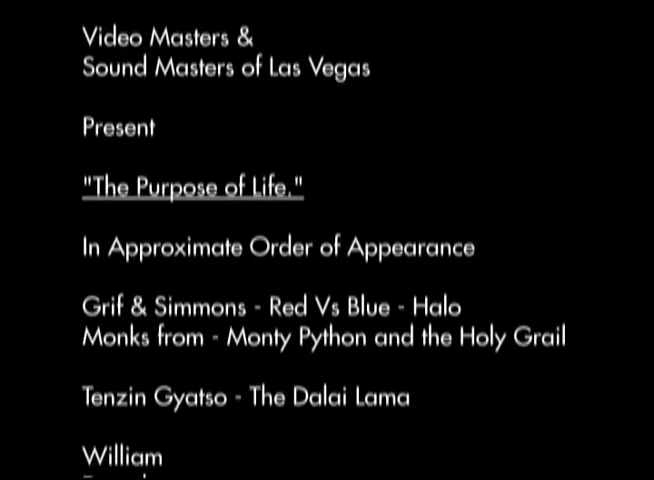 Video Masters &
Sound Masters of Las Vegas
Present
"The Purpose of Life."
In Approximate Order of Appearance
Grif & Simmons - Red Vs Blue - Halo
Monks from - Monty Python and the Holy Grail
Tenzin Gyatso - The Dalai Lama
William